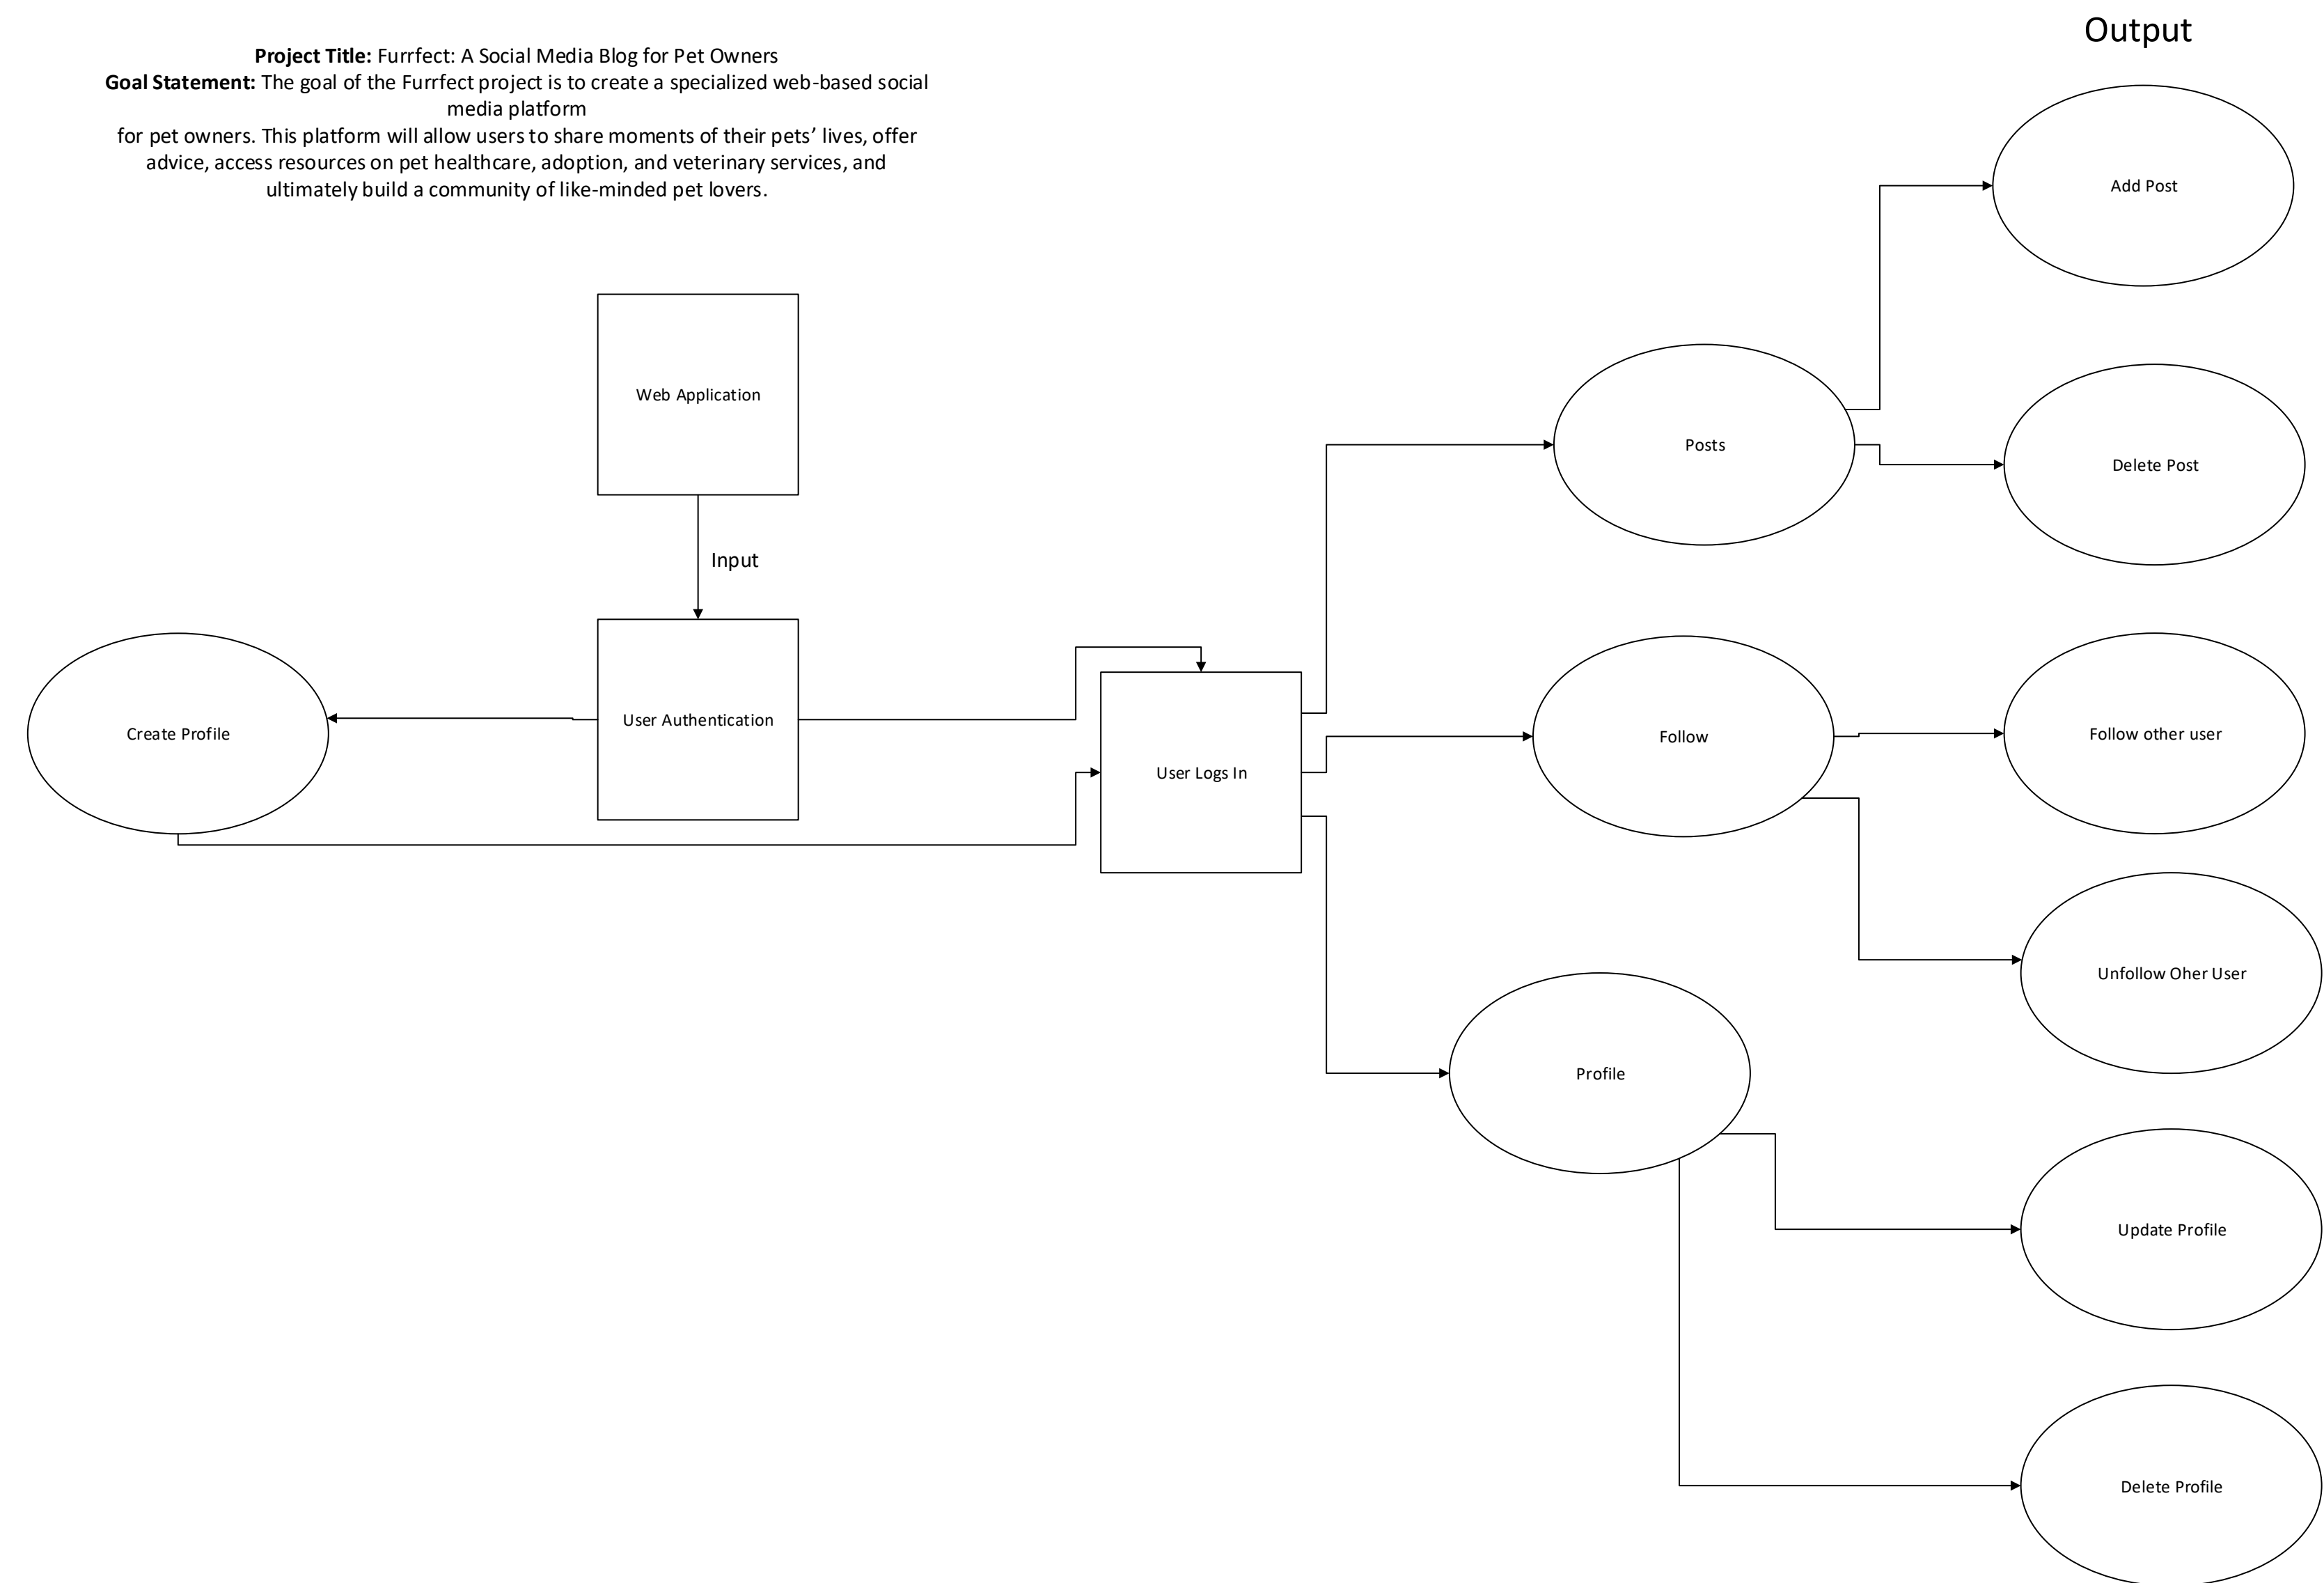 Output
Project Title: Furrfect: A Social Media Blog for Pet Owners
Goal Statement: The goal of the Furrfect project is to create a specialized web-based social
media platform
for pet owners. This platform will allow users to share moments of their pets’ lives, offer
advice, access resources on pet healthcare, adoption, and veterinary services, and
ultimately build a community of like-minded pet lovers.
Add Post
Web Application
Posts
Delete Post
Input
Create Profile
User Authentication
User Logs In
Follow
Follow other user
Unfollow Oher User
Profile
Update Profile
Delete Profile